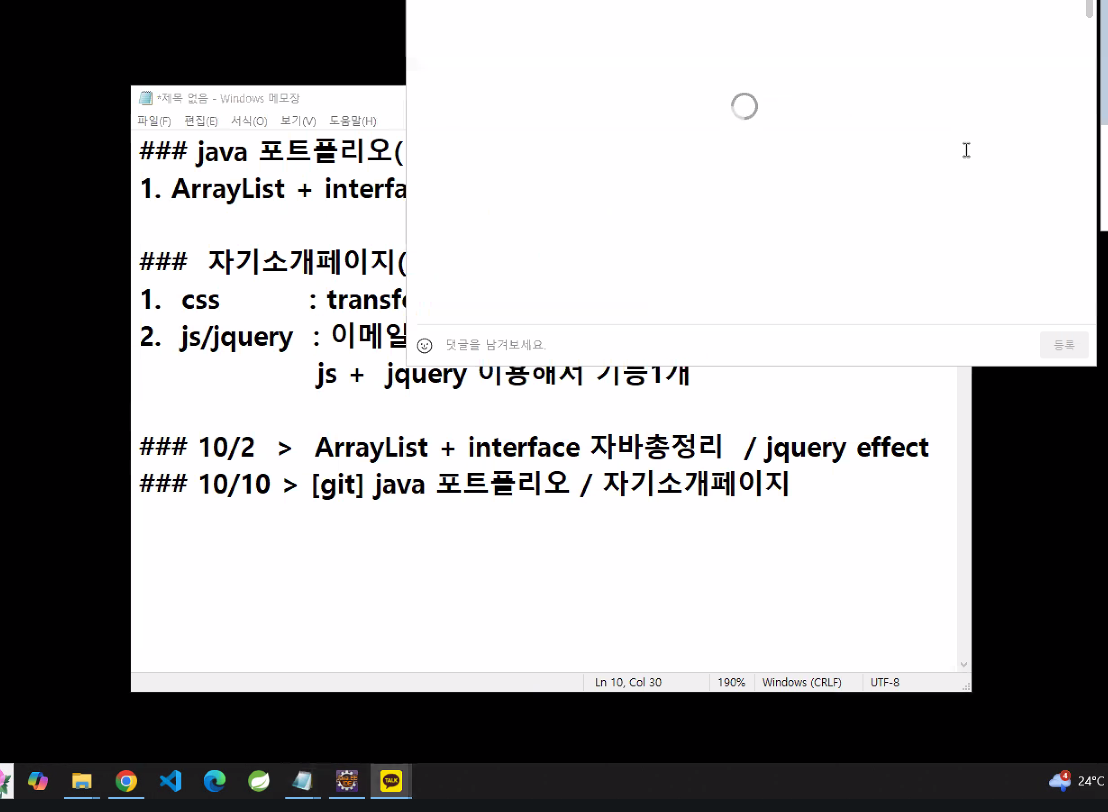 *제목 없음 - Windows 메모장
파일(F) 편집(E) 서식(O) 보기(V) 도움말(H)
### java 포트폴리오(
1. ArrayList + interfa
### 자기소개페이지(
1. css : transfo
2. js/jquery : 이메일
js + jquery 이용해서 기능1개
### 10/2 > ArrayList + interface 자바총정리 / jquery effect
### 10/10 > [git] java 포트폴리오 / 자기소개페이지
댓글을 남겨보세요.
등록
Ln 10, Col 30 190% Windows (CRLF) UTF-8
TALK
4
24°C